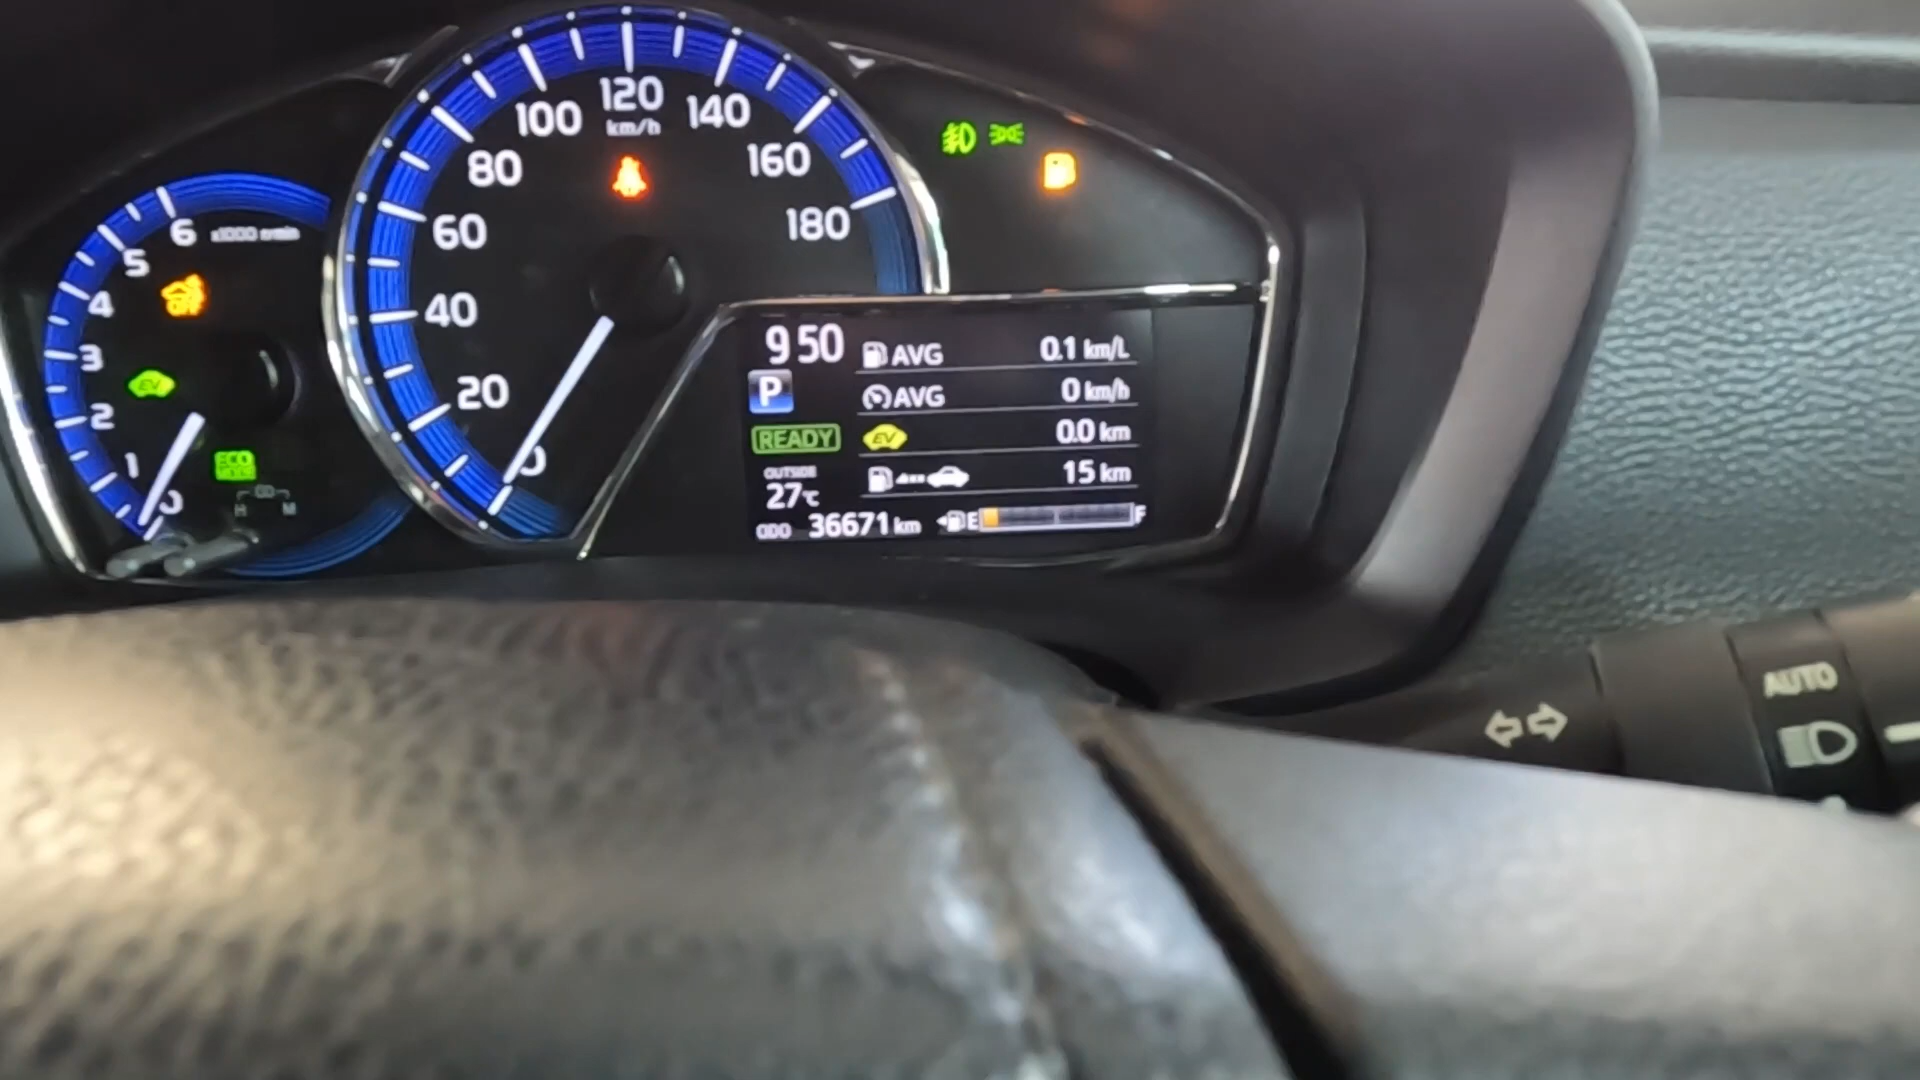 120
100 140
km/h
80 160
60 180
6 x1000 r/min
5
4 40
3
2 20
1
0 0
OFF
EV
ECO
H M
9 50 AVG 0.1 km/L
P AVG 0 km/h
READY EV 0.0 km
OUTSIDE 15 km
27°C
ODO 36671 km E F
AUTO